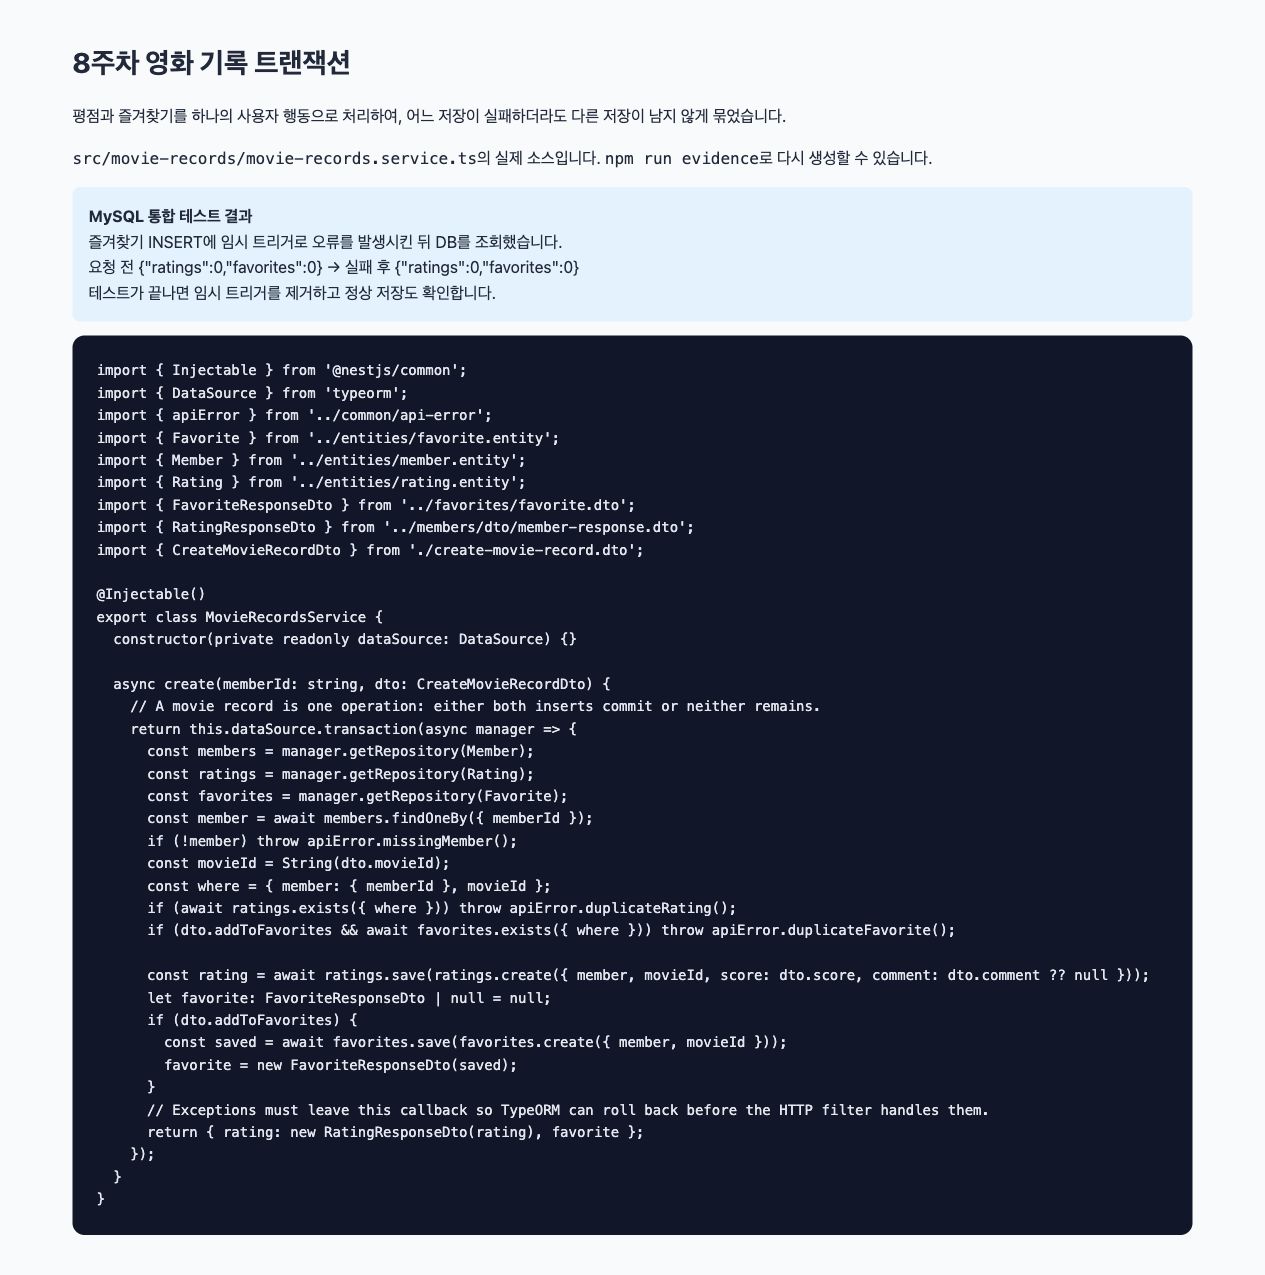 8주차 영화 기록 트랜잭션
평점과 즐겨찾기를 하나의 사용자 행동으로 처리하여, 어느 저장이 실패하더라도 다른 저장이 남지 않게 묶었습니다.
src/movie-records/movie-records.service.ts의 실제 소스입니다. npm run evidence로 다시 생성할 수 있습니다.
MySQL 통합 테스트 결과
즐겨찾기 INSERT에 임시 트리거로 오류를 발생시킨 뒤 DB를 조회했습니다.
요청 전 {"ratings":0,"favorites":0} → 실패 후 {"ratings":0,"favorites":0}
테스트가 끝나면 임시 트리거를 제거하고 정상 저장도 확인합니다.
import { Injectable } from '@nestjs/common';
import { DataSource } from 'typeorm';
import { apiError } from '../common/api-error';
import { Favorite } from '../entities/favorite.entity';
import { Member } from '../entities/member.entity';
import { Rating } from '../entities/rating.entity';
import { FavoriteResponseDto } from '../favorites/favorite.dto';
import { RatingResponseDto } from '../members/dto/member-response.dto';
import { CreateMovieRecordDto } from './create-movie-record.dto';

@Injectable()
export class MovieRecordsService {
  constructor(private readonly dataSource: DataSource) {}

  async create(memberId: string, dto: CreateMovieRecordDto) {
    // A movie record is one operation: either both inserts commit or neither remains.
    return this.dataSource.transaction(async manager => {
      const members = manager.getRepository(Member);
      const ratings = manager.getRepository(Rating);
      const favorites = manager.getRepository(Favorite);
      const member = await members.findOneBy({ memberId });
      if (!member) throw apiError.missingMember();
      const movieId = String(dto.movieId);
      const where = { member: { memberId }, movieId };
      if (await ratings.exists({ where })) throw apiError.duplicateRating();
      if (dto.addToFavorites && await favorites.exists({ where })) throw apiError.duplicateFavorite();

      const rating = await ratings.save(ratings.create({ member, movieId, score: dto.score, comment: dto.comment ?? null }));
      let favorite: FavoriteResponseDto | null = null;
      if (dto.addToFavorites) {
        const saved = await favorites.save(favorites.create({ member, movieId }));
        favorite = new FavoriteResponseDto(saved);
      }
      // Exceptions must leave this callback so TypeORM can roll back before the HTTP filter handles them.
      return { rating: new RatingResponseDto(rating), favorite };
    });
  }
}